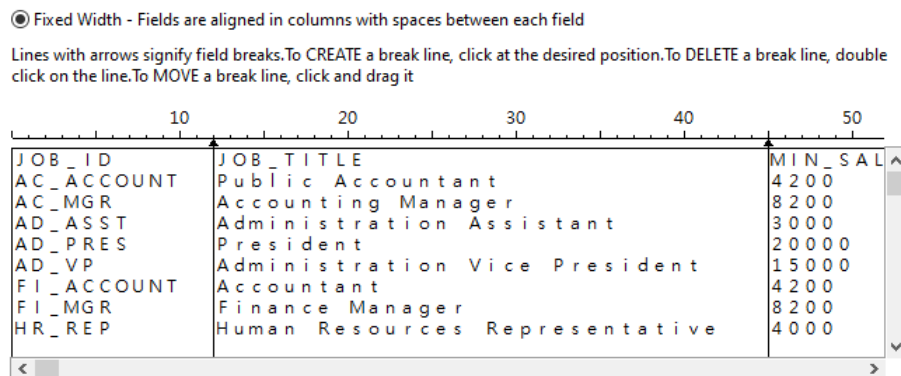 Fixed Width - Fields are aligned in columns with spaces between each field
Lines with arrows signify field breaks.To CREATE a break line, click at the desired position.To DELETE a break line, double
click on the line.To MOVE a break line, click and drag it
10 20 30 40 50
JOB_ID JOB_TITLE MIN_SAL
AC_ACCOUNT Public Accountant 4200
AC_MGR Accounting Manager 8200
AD_ASST Administration Assistant 3000
AD_PRES President 20000
AD_VP Administration Vice President 15000
FI_ACCOUNT Accountant 4200
FI_MGR Finance Manager 8200
HR_REP Human Resources Representative 4000